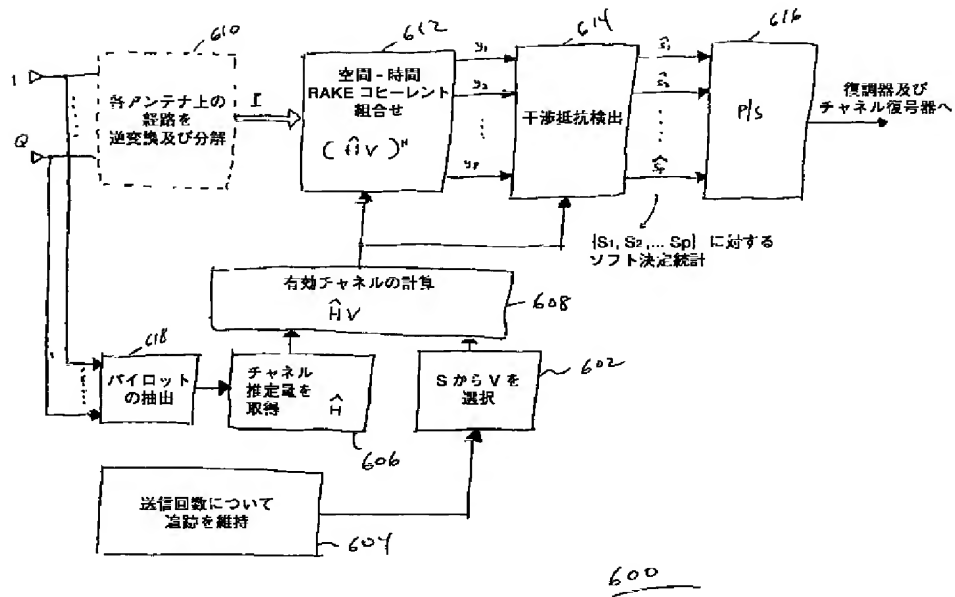 610
612
614
616
I
Q
各アンテナ上の
経路を
逆変換及び分解
r
空間 - 時間
RAKE コヒーレント
組合せ
(ĤV)ᴴ
y₁
y₂
yₚ
干渉抵抗検出
ŝ₁
ŝ₂
ŝₚ
P/S
復調器及び
チャネル復号器へ
{S₁, S₂, ... Sp} に対する
ソフト決定統計
有効チャネルの計算
ĤV
608
618
パイロット
の抽出
チャネル
推定量を
取得
Ĥ
606
S から V を
選択
602
送信回数について
追跡を維持
604
600